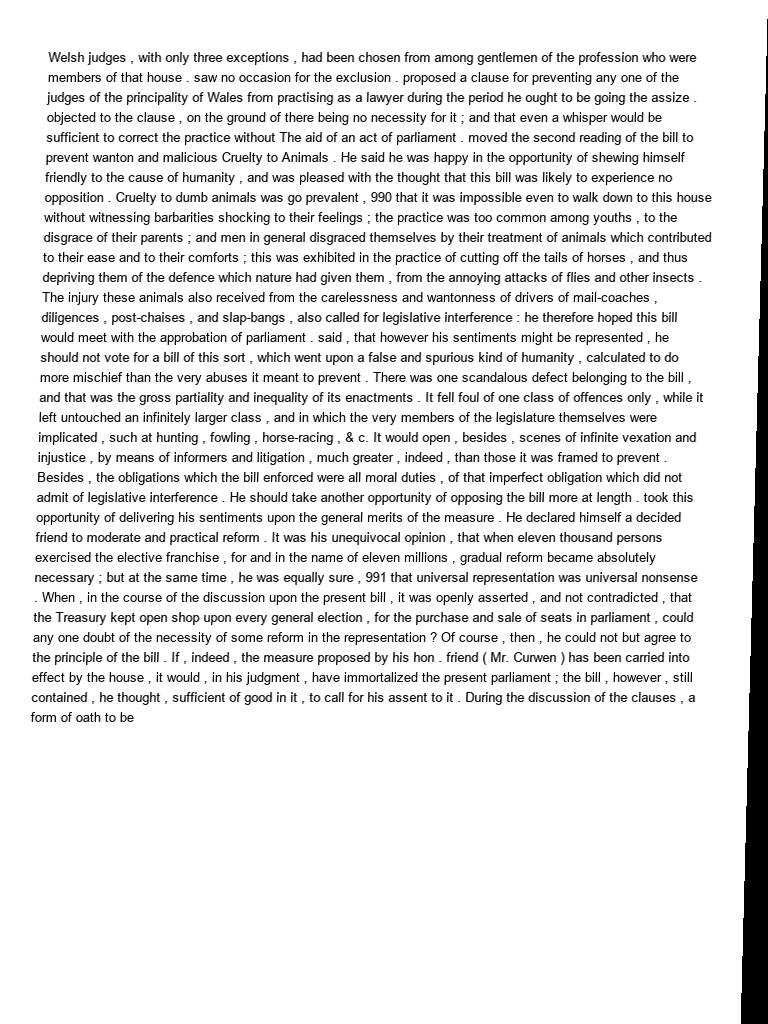 Welsh judges , with only three exceptions , had been chosen from among gentlemen of the profession who were
members of that house . saw no occasion for the exclusion . proposed a clause for preventing any one of the
judges of the principality of Wales from practising as a lawyer during the period he ought to be going the assize .
objected to the clause , on the ground of there being no necessity for it ; and that even a whisper would be
sufficient to correct the practice without The aid of an act of parliament . moved the second reading of the bill to
prevent wanton and malicious Cruelty to Animals . He said he was happy in the opportunity of shewing himself
friendly to the cause of humanity , and was pleased with the thought that this bill was likely to experience no
opposition . Cruelty to dumb animals was go prevalent , 990 that it was impossible even to walk down to this house
without witnessing barbarities shocking to their feelings ; the practice was too common among youths , to the
disgrace of their parents ; and men in general disgraced themselves by their treatment of animals which contributed
to their ease and to their comforts ; this was exhibited in the practice of cutting off the tails of horses , and thus
depriving them of the defence which nature had given them , from the annoying attacks of flies and other insects .
The injury these animals also received from the carelessness and wantonness of drivers of mail-coaches ,
diligences , post-chaises , and slap-bangs , also called for legislative interference : he therefore hoped this bill
would meet with the approbation of parliament . said , that however his sentiments might be represented , he
should not vote for a bill of this sort , which went upon a false and spurious kind of humanity , calculated to do
more mischief than the very abuses it meant to prevent . There was one scandalous defect belonging to the bill ,
and that was the gross partiality and inequality of its enactments . It fell foul of one class of offences only , while it
left untouched an infinitely larger class , and in which the very members of the legislature themselves were
implicated , such at hunting , fowling , horse-racing , & c. It would open , besides , scenes of infinite vexation and
injustice , by means of informers and litigation , much greater , indeed , than those it was framed to prevent .
Besides , the obligations which the bill enforced were all moral duties , of that imperfect obligation which did not
admit of legislative interference . He should take another opportunity of opposing the bill more at length . took this
opportunity of delivering his sentiments upon the general merits of the measure . He declared himself a decided
friend to moderate and practical reform . It was his unequivocal opinion , that when eleven thousand persons
exercised the elective franchise , for and in the name of eleven millions , gradual reform became absolutely
necessary ; but at the same time , he was equally sure , 991 that universal representation was universal nonsense
. When , in the course of the discussion upon the present bill , it was openly asserted , and not contradicted , that
the Treasury kept open shop upon every general election , for the purchase and sale of seats in parliament , could
any one doubt of the necessity of some reform in the representation ? Of course , then , he could not but agree to
the principle of the bill . If , indeed , the measure proposed by his hon . friend ( Mr. Curwen ) has been carried into
effect by the house , it would , in his judgment , have immortalized the present parliament ; the bill , however , still
contained , he thought , sufficient of good in it , to call for his assent to it . During the discussion of the clauses , a
form of oath to be